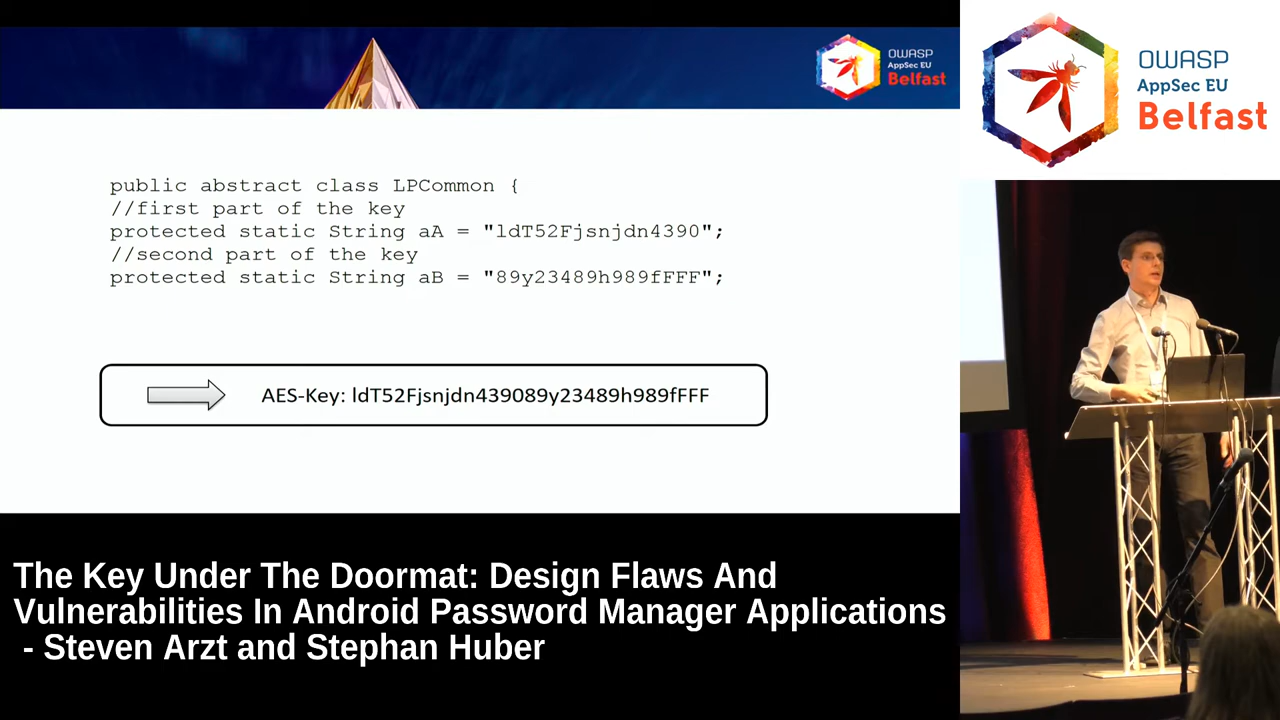 OWASP
AppSec EU
Belfast
OWASP
AppSec EU
Belfast
public abstract class LPCommon {
//first part of the key
protected static String aA = "ldT52Fjsnjdn4390";
//second part of the key
protected static String aB = "89y23489h989fFFF";
AES-Key: ldT52Fjsnjdn439089y23489h989fFFF
The Key Under The Doormat: Design Flaws And
Vulnerabilities In Android Password Manager Applications
- Steven Arzt and Stephan Huber